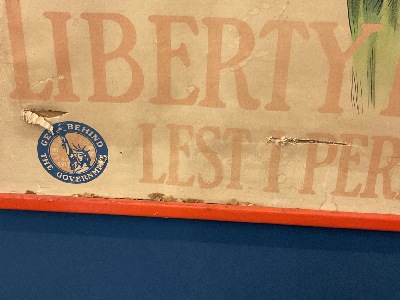 LIBERTY
LEST I PER
GET BEHIND
THE GOVERNMENT